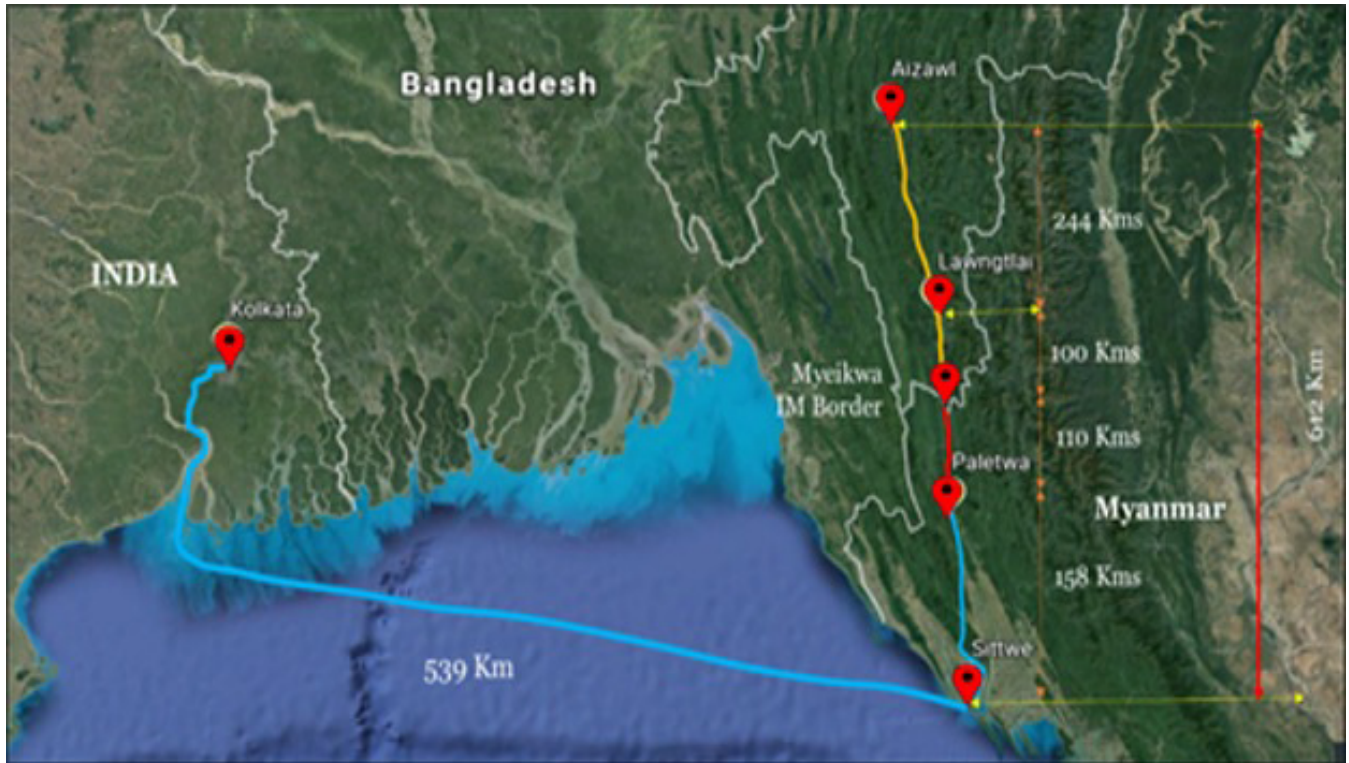 Aizawl
Bangladesh
244 Kms
INDIA
Lawngtlai
Kolkata
100 Kms
Myeikwa
IM Border
612 Km
110 Kms
Paletwa
Myanmar
158 Kms
Sittwe
539 Km